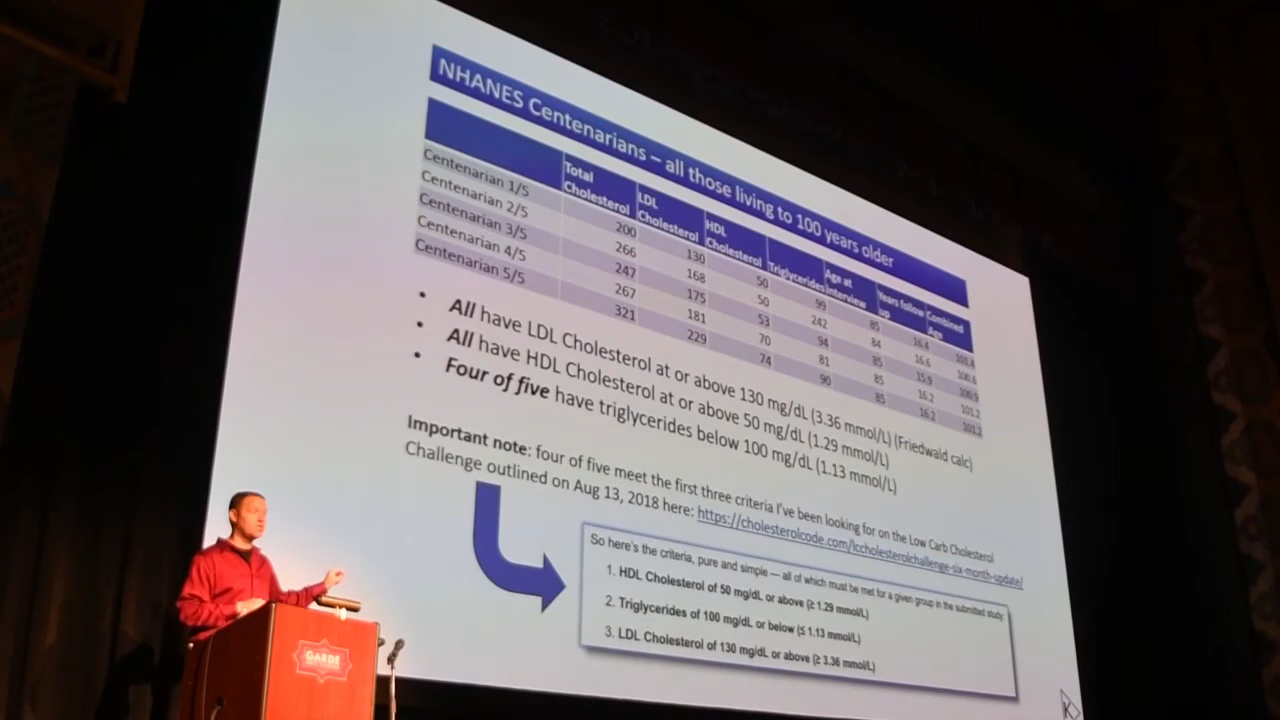 NHANES Centenarians – all those living to 100 years older
Total Cholesterol LDL Cholesterol HDL Cholesterol Triglycerides Age at interview Years follow up Combined Age
Centenarian 1/5 200 130 50 99 85 16.4 101.4
Centenarian 2/5 266 168 50 242 84 16.6 100.6
Centenarian 3/5 247 175 53 94 85 15.9 100.9
Centenarian 4/5 267 181 70 81 85 16.2 101.2
Centenarian 5/5 321 229 74 90 85 16.2 101.2
• All have LDL Cholesterol at or above 130 mg/dL (3.36 mmol/L) (Friedwald calc)
• All have HDL Cholesterol at or above 50 mg/dL (1.29 mmol/L)
• Four of five have triglycerides below 100 mg/dL (1.13 mmol/L)
Important note: four of five meet the first three criteria I've been looking for on the Low Carb Cholesterol
Challenge outlined on Aug 13, 2018 here: https://cholesterolcode.com/lccholesterolchallenge-six-month-update/
So here's the criteria, pure and simple — all of which must be met for a given group in the submitted study:
1. HDL Cholesterol of 50 mg/dL or above (≥ 1.29 mmol/L)
2. Triglycerides of 100 mg/dL or below (≤ 1.13 mmol/L)
3. LDL Cholesterol of 130 mg/dL or above (≥ 3.36 mmol/L)
GARDE